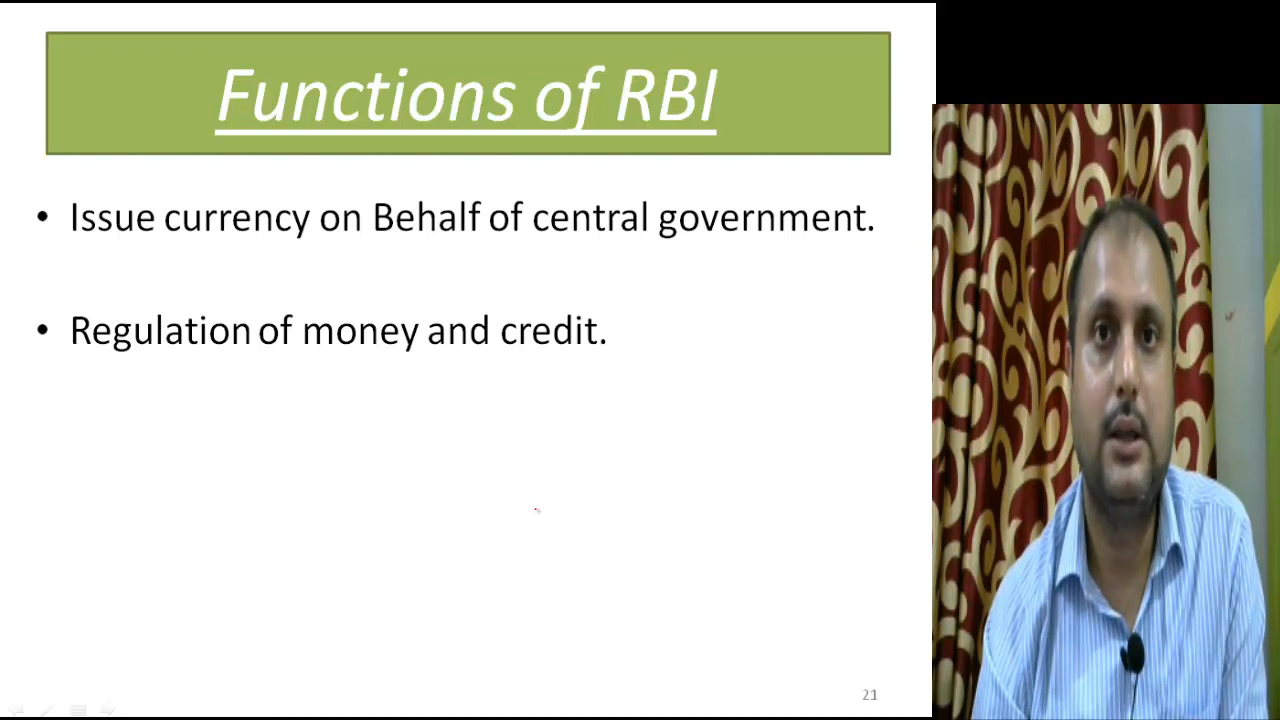 Functions of RBI
• Issue currency on Behalf of central government.
• Regulation of money and credit.
21